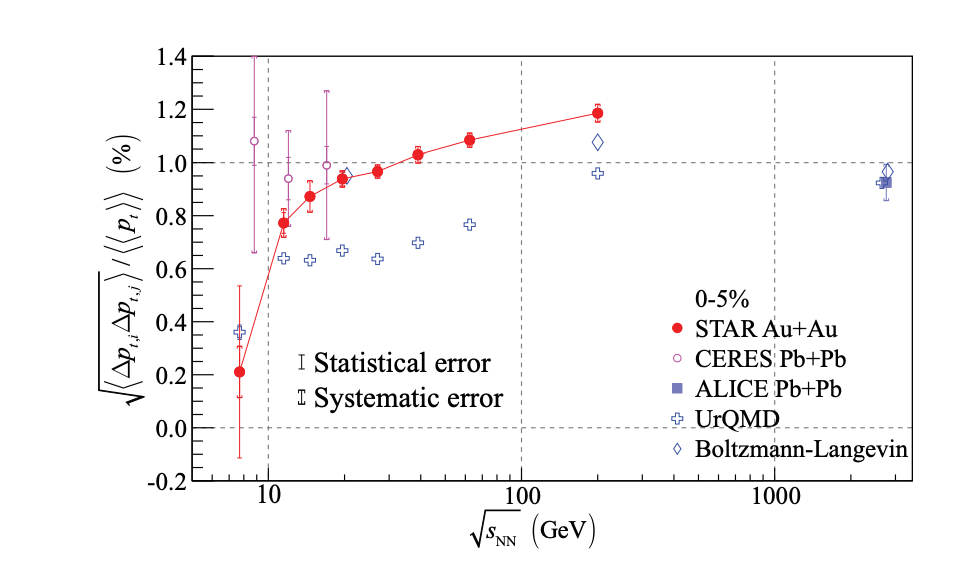 1.4
1.2
1.0
0.8
0.6
0.4
0.2
0.0
-0.2
√⟨Δp_{t,i}Δp_{t,j}⟩/⟨⟨p_t⟩⟩ (%)
Statistical error
Systematic error
0-5%
STAR Au+Au
CERES Pb+Pb
ALICE Pb+Pb
UrQMD
Boltzmann-Langevin
10 100 1000
√s_{NN} (GeV)